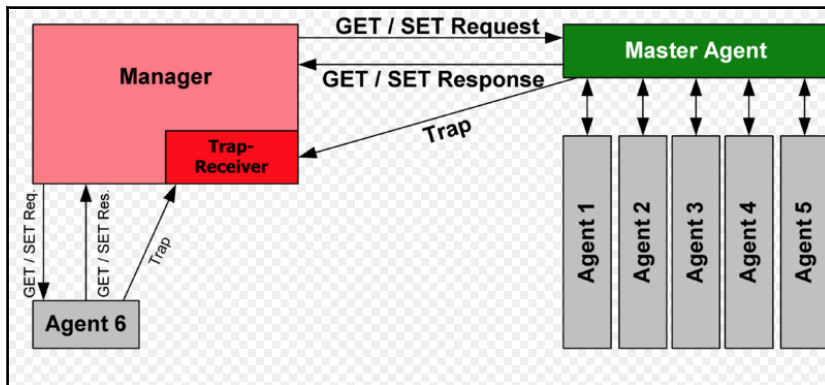 GET / SET Request
Master Agent
Manager
GET / SET Response
Trap
Trap-
Receiver
GET / SET Req.
GET / SET Res.
Trap
Agent 1
Agent 2
Agent 3
Agent 4
Agent 5
Agent 6